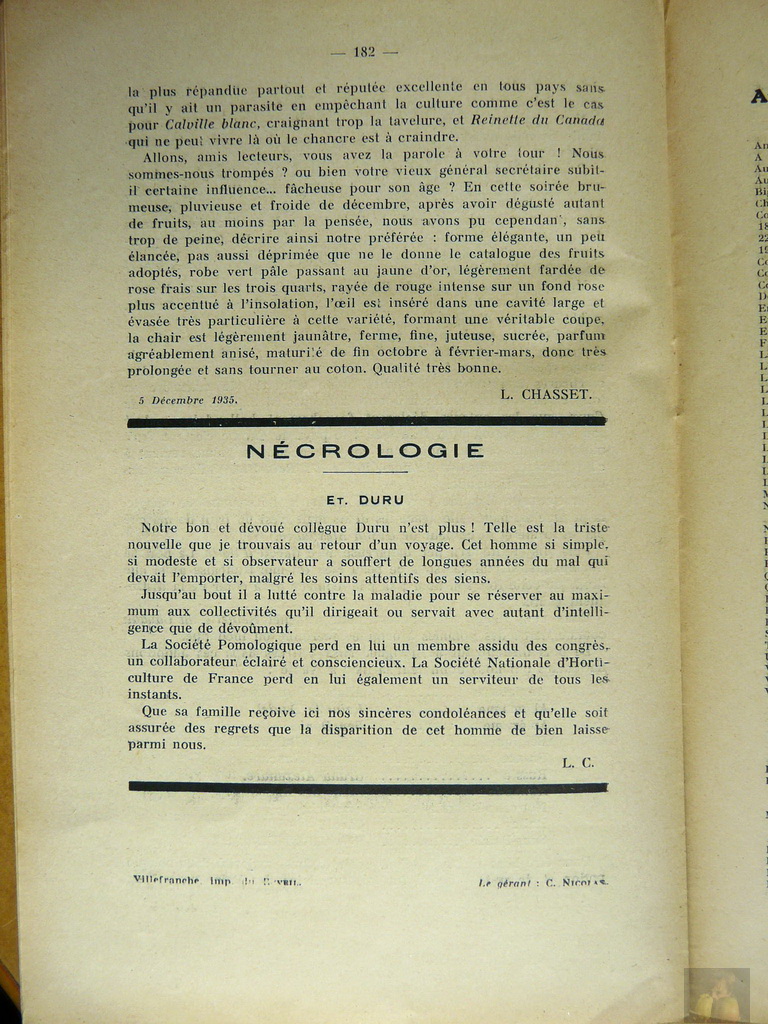 — 182 —
la plus répandue partout et réputée excellente en tous pays sans
qu'il y ait un parasite en empêchant la culture comme c'est le cas
pour Calville blanc, craignant trop la tavelure, et Reinette du Canada
qui ne peut vivre là où le chancre est à craindre.
Allons, amis lecteurs, vous avez la parole à votre tour ! Nous
sommes-nous trompés ? ou bien votre vieux général secrétaire subit-
il certaine influence... fâcheuse pour son âge ? En cette soirée bru-
meuse, pluvieuse et froide de décembre, après avoir dégusté autant
de fruits, au moins par la pensée, nous avons pu cependant, sans
trop de peine, décrire ainsi notre préférée : forme élégante, un peu
élancée, pas aussi déprimée que ne le donne le catalogue des fruits
adoptés, robe vert pâle passant au jaune d'or, légèrement fardée de
rose frais sur les trois quarts, rayée de rouge intense sur un fond rose
plus accentué à l'insolation, l'œil est inséré dans une cavité large et
évasée très particulière à cette variété, formant une véritable coupe,
la chair est légèrement jaunâtre, ferme, fine, juteuse, sucrée, parfum
agréablement anisé, maturité de fin octobre à février-mars, donc très
prolongée et sans tourner au coton. Qualité très bonne.
5 Décembre 1935. L. CHASSET.
NÉCROLOGIE
ET. DURU
Notre bon et dévoué collègue Duru n'est plus ! Telle est la triste
nouvelle que je trouvais au retour d'un voyage. Cet homme si simple,
si modeste et si observateur a souffert de longues années du mal qui
devait l'emporter, malgré les soins attentifs des siens.
Jusqu'au bout il a lutté contre la maladie pour se réserver au maxi-
mum aux collectivités qu'il dirigeait ou servait avec autant d'intelli-
gence que de dévoûment.
La Société Pomologique perd en lui un membre assidu des congrès,
un collaborateur éclairé et consciencieux. La Société Nationale d'Horti-
culture de France perd en lui également un serviteur de tous les
instants.
Que sa famille reçoive ici nos sincères condoléances et qu'elle soit
assurée des regrets que la disparition de cet homme de bien laisse
parmi nous.
L. C.
Villefranche Imp. du
Le gérant : C. NICOLAS.